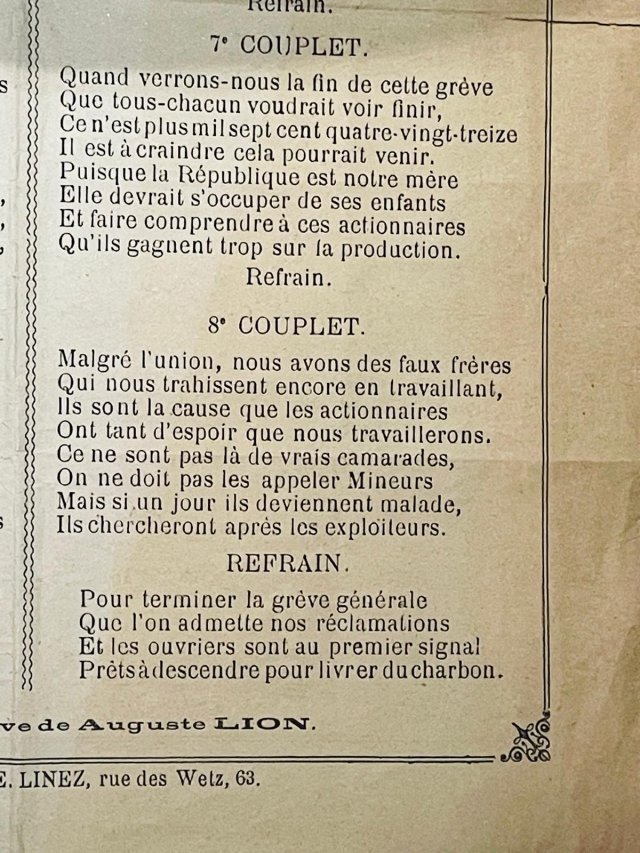 Refrain.
7e COUPLET.
Quand verrons-nous la fin de cette grève
Que tous-chacun voudrait voir finir,
Ce n'est plus mil sept cent quatre-vingt-treize
Il est à craindre cela pourrait venir.
Puisque la République est notre mère
Elle devrait s'occuper de ses enfants
Et faire comprendre à ces actionnaires
Qu'ils gagnent trop sur la production.
Refrain.
8e COUPLET.
Malgré l'union, nous avons des faux frères
Qui nous trahissent encore en travaillant,
Ils sont la cause que les actionnaires
Ont tant d'espoir que nous travaillerons.
Ce ne sont pas là de vrais camarades,
On ne doit pas les appeler Mineurs
Mais si un jour ils deviennent malade,
Ils chercheront après les exploiteurs.
REFRAIN.
Pour terminer la grève générale
Que l'on admette nos réclamations
Et les ouvriers sont au premier signal
Prêts à descendre pour livrer du charbon.
ve de Auguste LION.
E. LINEZ, rue des Wetz, 63.